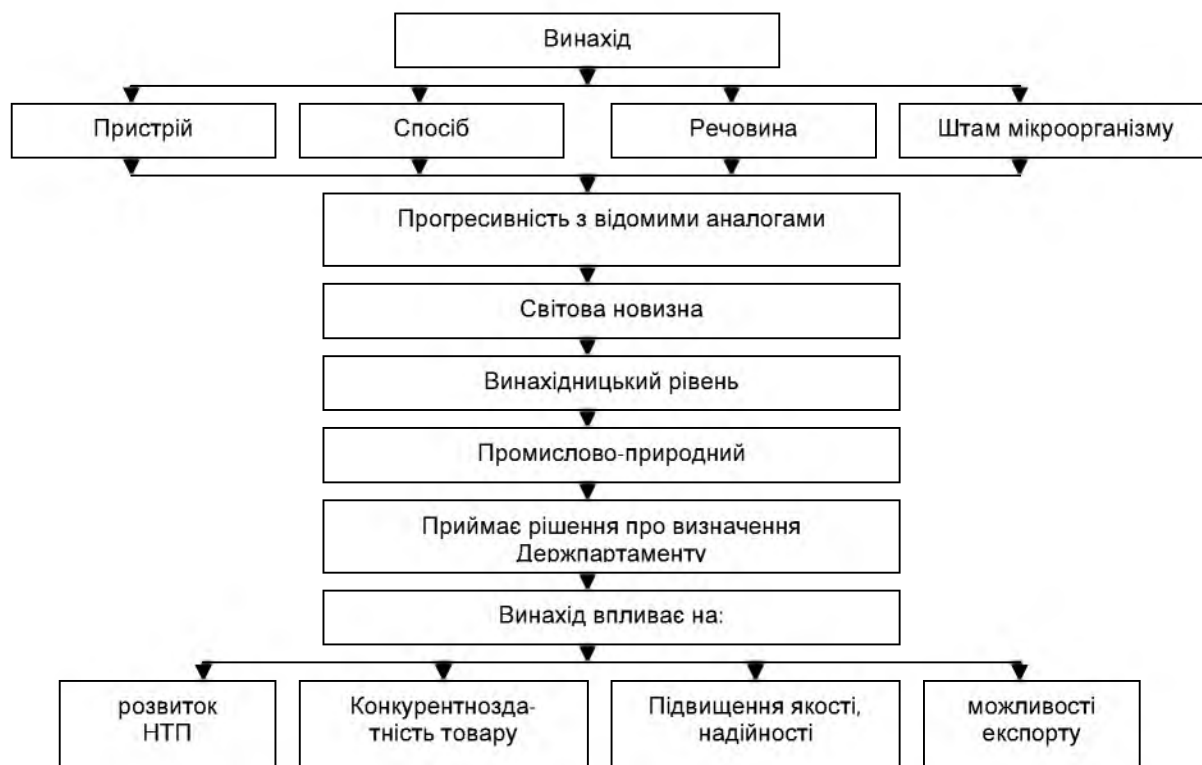 Винахід
Пристрій
Спосіб
Речовина
Штам мікроорганізму
Прогресивність з відомими аналогами
Світова новизна
Винахідницький рівень
Промислово-природний
Приймає рішення про визначення
Держпартаменту
Винахід впливає на:
розвиток
НТП
Конкурентнозда-
тність товару
Підвищення якості,
надійності
можливості
експорту